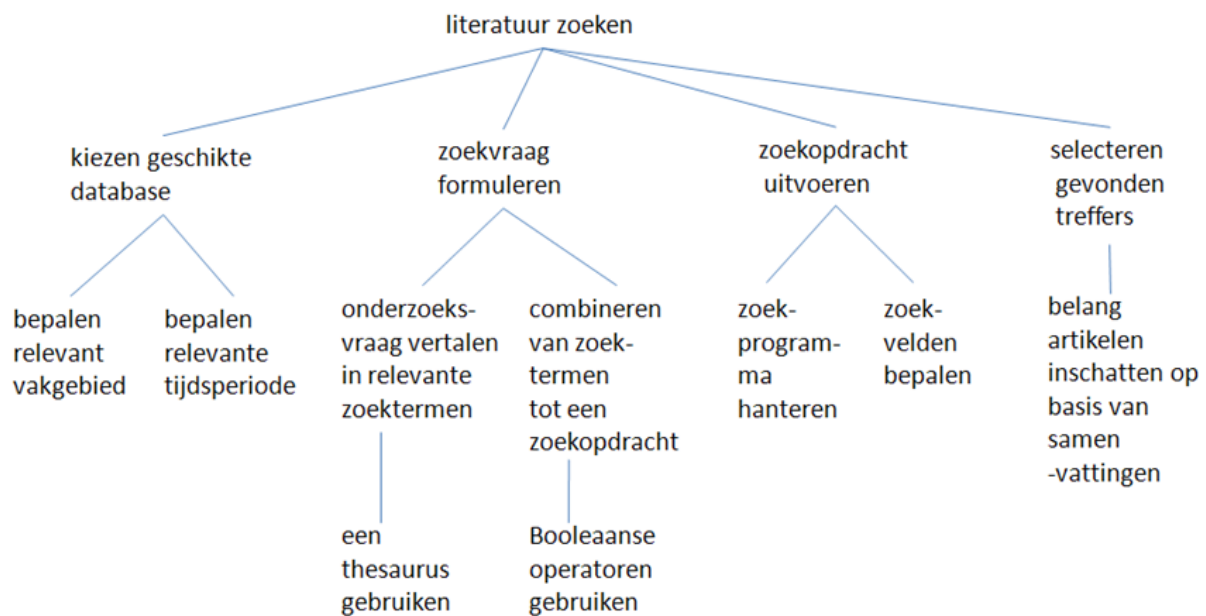 literatuur zoeken
kiezen geschikte
database
zoekvraag
formuleren
zoekopdracht
uitvoeren
selecteren
gevonden
treffers
bepalen
relevant
vakgebied
bepalen
relevante
tijdsperiode
onderzoeks-
vraag vertalen
in relevante
zoektermen
combineren
van zoek-
termen
tot een
zoekopdracht
zoek-
program-
ma
hanteren
zoek-
velden
bepalen
belang
artikelen
inschatten op
basis van
samen
-vattingen
een
thesaurus
gebruiken
Booleaanse
operatoren
gebruiken